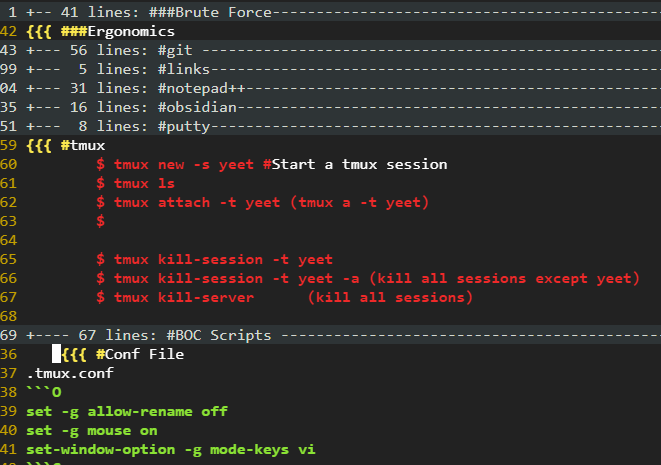 1 +-- 41 lines: ###Brute Force-----------------------------------------------
42 {{{ ###Ergonomics
43 +--- 56 lines: #git -------------------------------------------------------
99 +---  5 lines: #links------------------------------------------------------
04 +--- 31 lines: #notepad++--------------------------------------------------
35 +--- 16 lines: #obsidian---------------------------------------------------
51 +---  8 lines: #putty------------------------------------------------------
59 {{{ #tmux
60         $ tmux new -s yeet #Start a tmux session
61         $ tmux ls
62         $ tmux attach -t yeet (tmux a -t yeet)
63         $
64
65         $ tmux kill-session -t yeet
66         $ tmux kill-session -t yeet -a (kill all sessions except yeet)
67         $ tmux kill-server      (kill all sessions)
68
69 +---- 67 lines: #BOC Scripts ----------------------------------------------
36    {{{ #Conf File
37 .tmux.conf
38 ```O
39 set -g allow-rename off
40 set -g mouse on
41 set-window-option -g mode-keys vi